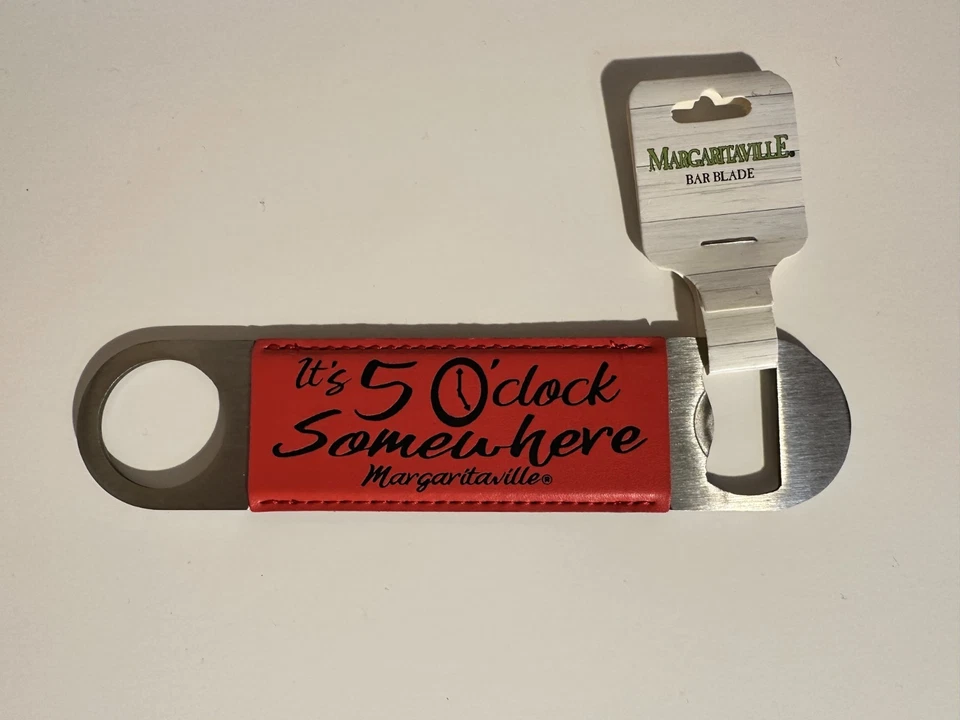 MARGARITAVILLE®
BAR BLADE
It's 5 O'clock
Somewhere
Margaritaville®